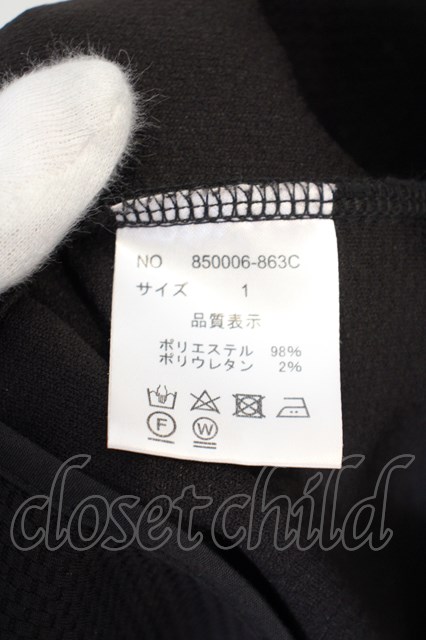 NO 850006-863C
サイズ 1
品質表示
ポリエステル 98%
ポリウレタン 2%
F W
closetchild